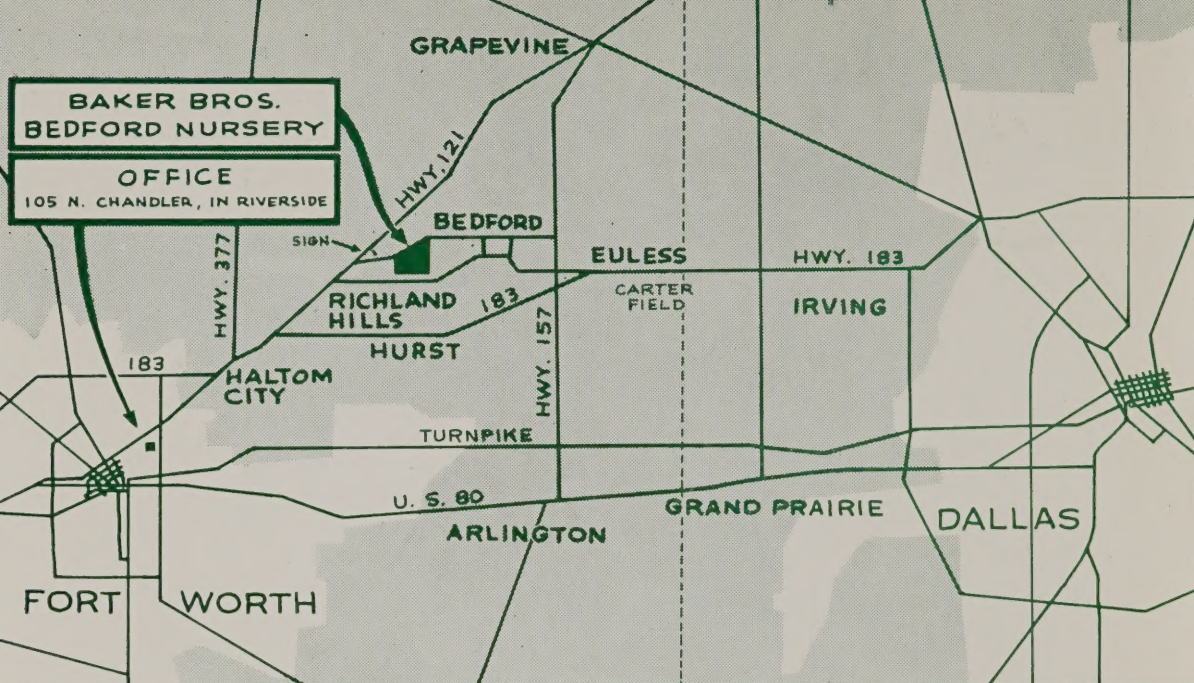 GRAPEVINE
BAKER BROS.
BEDFORD NURSERY
OFFICE
105 N. CHANDLER, IN RIVERSIDE
HWY. 121
BEDFORD
SIGN
HWY. 377
EULESS
HWY. 183
CARTER
FIELD
RICHLAND
HILLS
183
IRVING
HURST
HWY. 157
183
HALTOM
CITY
TURNPIKE
U. S. 80
GRAND PRAIRIE
ARLINGTON
DALLAS
FORT WORTH